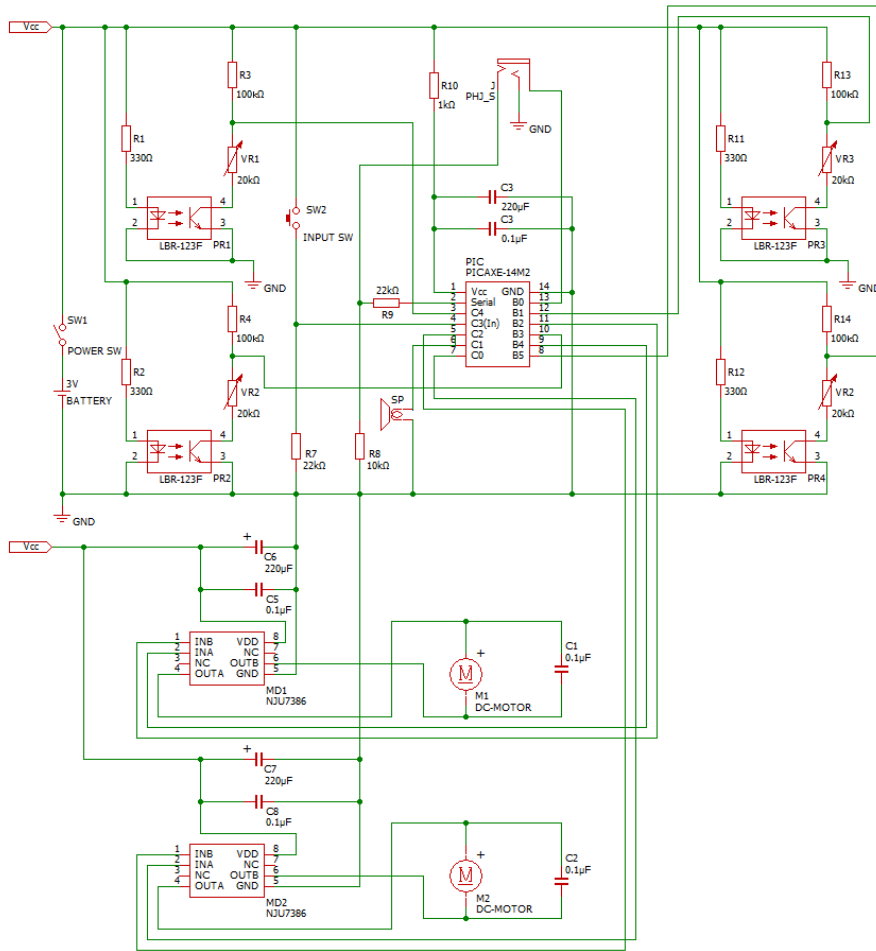 Vcc
R3
100kΩ
R1
330Ω
VR1
20kΩ
1
2
4
3
LBR-123F
PR1
GND
SW2
INPUT SW
R10
1kΩ
J
PHJ_S
GND
C3
220μF
C3
0.1μF
PIC
PICAXE-14M2
1 Vcc GND 14
2 Serial B0 13
3 C4 B1 12
4 C3(In) B2 11
5 C2 B3 10
6 C1 B4 9
7 C0 B5 8
22kΩ
R9
R13
100kΩ
R11
330Ω
VR3
20kΩ
1
2
4
3
LBR-123F
PR3
GND
SW1
POWER SW
3V
BATTERY
R4
100kΩ
R2
330Ω
VR2
20kΩ
1
2
4
3
LBR-123F
PR2
GND
R7
22kΩ
R8
10kΩ
SP
R14
100kΩ
R12
330Ω
VR2
20kΩ
1
2
4
3
LBR-123F
PR4
Vcc
+
C6
220μF
C5
0.1μF
1 INB VDD 8
2 INA NC 7
3 NC OUTB 6
4 OUTA GND 5
MD1
NJU7386
+
M
M1
DC-MOTOR
C1
0.1μF
+
C7
220μF
C8
0.1μF
1 INB VDD 8
2 INA NC 7
3 NC OUTB 6
4 OUTA GND 5
MD2
NJU7386
+
M
M2
DC-MOTOR
C2
0.1μF